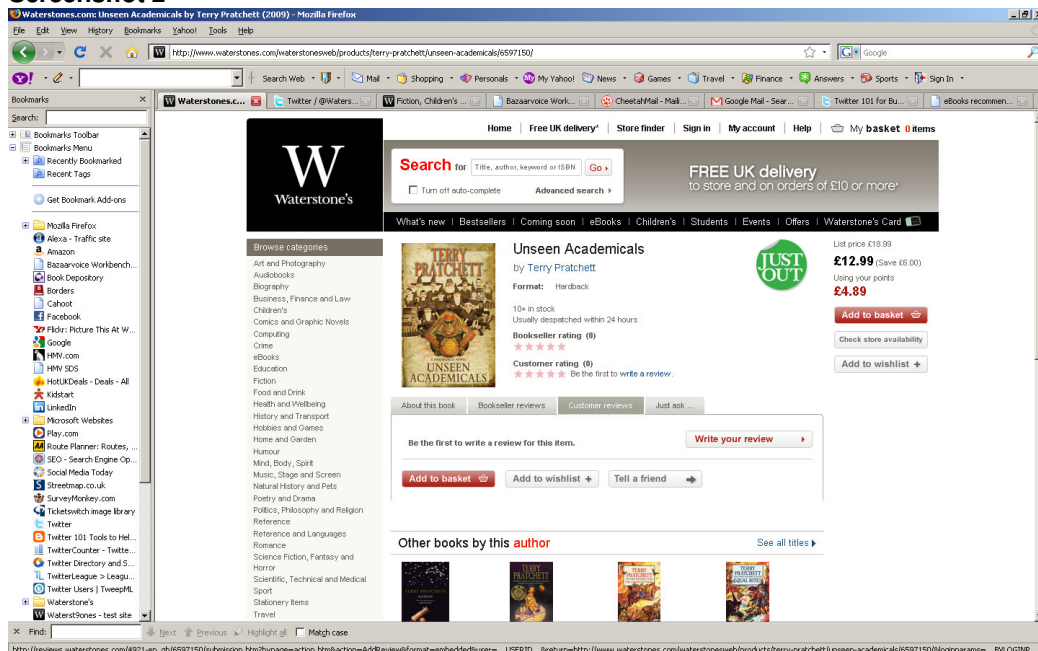 Screenshot 2
Waterstones.com: Unseen Academicals by Terry Pratchett (2009) - Mozilla Firefox
File Edit View History Bookmarks Yahoo! Tools Help
http://www.waterstones.com/waterstonesweb/products/terry-pratchett/unseen-academicals/6597150/
Google
Search Web Mail Shopping Personals My Yahoo! News Games Travel Finance Answers Sports Sign In
Bookmarks
Waterstones.c... Twitter / @Waters... Fiction, Children's ... Bazaarvoice Work... CheetahMail - Maili... Google Mail - Sear... Twitter 101 for Bu... eBooks recommen...
Search:
Bookmarks Toolbar
Bookmarks Menu
Recently Bookmarked
Recent Tags
Get Bookmark Add-ons
Mozilla Firefox
Alexa - Traffic site
Amazon
Bazaarvoice Workbench...
Book Depository
Borders
Cahoot
Facebook
Flickr: Picture This At W...
Google
HMV.com
HMV SDS
HotUKDeals - Deals - All
Kidstart
LinkedIn
Microsoft Websites
Play.com
Route Planner: Routes, ...
SEO - Search Engine Op...
Social Media Today
Streetmap.co.uk
SurveyMonkey.com
Ticketswitch image library
Twitter
Twitter 101 Tools to Hel...
TwitterCounter - Twitte...
Twitter Directory and S...
TwitterLeague > Leagu...
Twitter Users | TweepML
Waterstone's
Waterst9ones - test site
Home Free UK delivery* Store finder Sign in My account Help My basket 0 items
W
Waterstone's
Search for Title, author, keyword or ISBN Go
Turn off auto-complete Advanced search
FREE UK delivery
to store and on orders of £10 or more*
What's new Bestsellers Coming soon eBooks Children's Students Events Offers Waterstone's Card
Browse categories
Art and Photography
Audiobooks
Biography
Business, Finance and Law
Children's
Comics and Graphic Novels
Computing
Crime
eBooks
Education
Fiction
Food and Drink
Health and Wellbeing
History and Transport
Hobbies and Games
Home and Garden
Humour
Mind, Body, Spirit
Music, Stage and Screen
Natural History and Pets
Poetry and Drama
Politics, Philosophy and Religion
Reference
Reference and Languages
Romance
Science Fiction, Fantasy and
Horror
Scientific, Technical and Medical
Sport
Stationery Items
Travel
TERRY
PRATCHETT
UNSEEN
ACADEMICALS
Unseen Academicals
by Terry Pratchett
Format: Hardback
10+ in stock
Usually despatched within 24 hours
Bookseller rating (0)
Customer rating (0)
Be the first to write a review.
JUST
OUT
List price £18.99
£12.99 (Save £6.00)
Using your points
£4.89
Add to basket
Check store availability
Add to wishlist +
About this book Bookseller reviews Customer reviews Just ask ...
Be the first to write a review for this item.
Write your review
Add to basket Add to wishlist + Tell a friend
Other books by this author
See all titles
TERRY PRATCHETT
NATION
TERRY
PRATCHETT
TERRY
PRATCHETT
TERRY
PRATCHETT
EQUAL RITES
Find: Next Previous Highlight all Match case